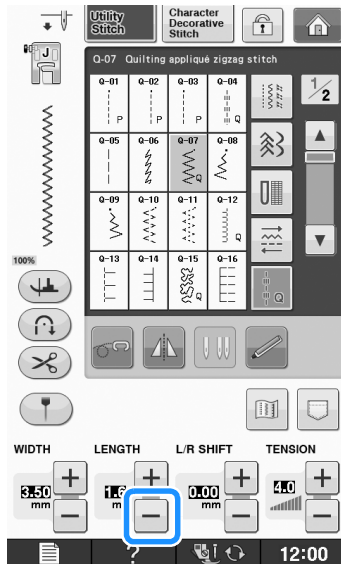 Utility Stitch
Character Decorative Stitch
J
Q-07 Quilting appliqué zigzag stitch
1/2
Q-01 Q-02 Q-03 Q-04
P P P Q
Q-05 Q-06 Q-07 Q-08
Q
Q-09 Q-10 Q-11 Q-12
Q
Q-13 Q-14 Q-15 Q-16
Q
Q
100%
WIDTH LENGTH L/R SHIFT TENSION
3.50 mm
1.6
0.00 mm
4.0
+ + + +
− − − −
? 12:00